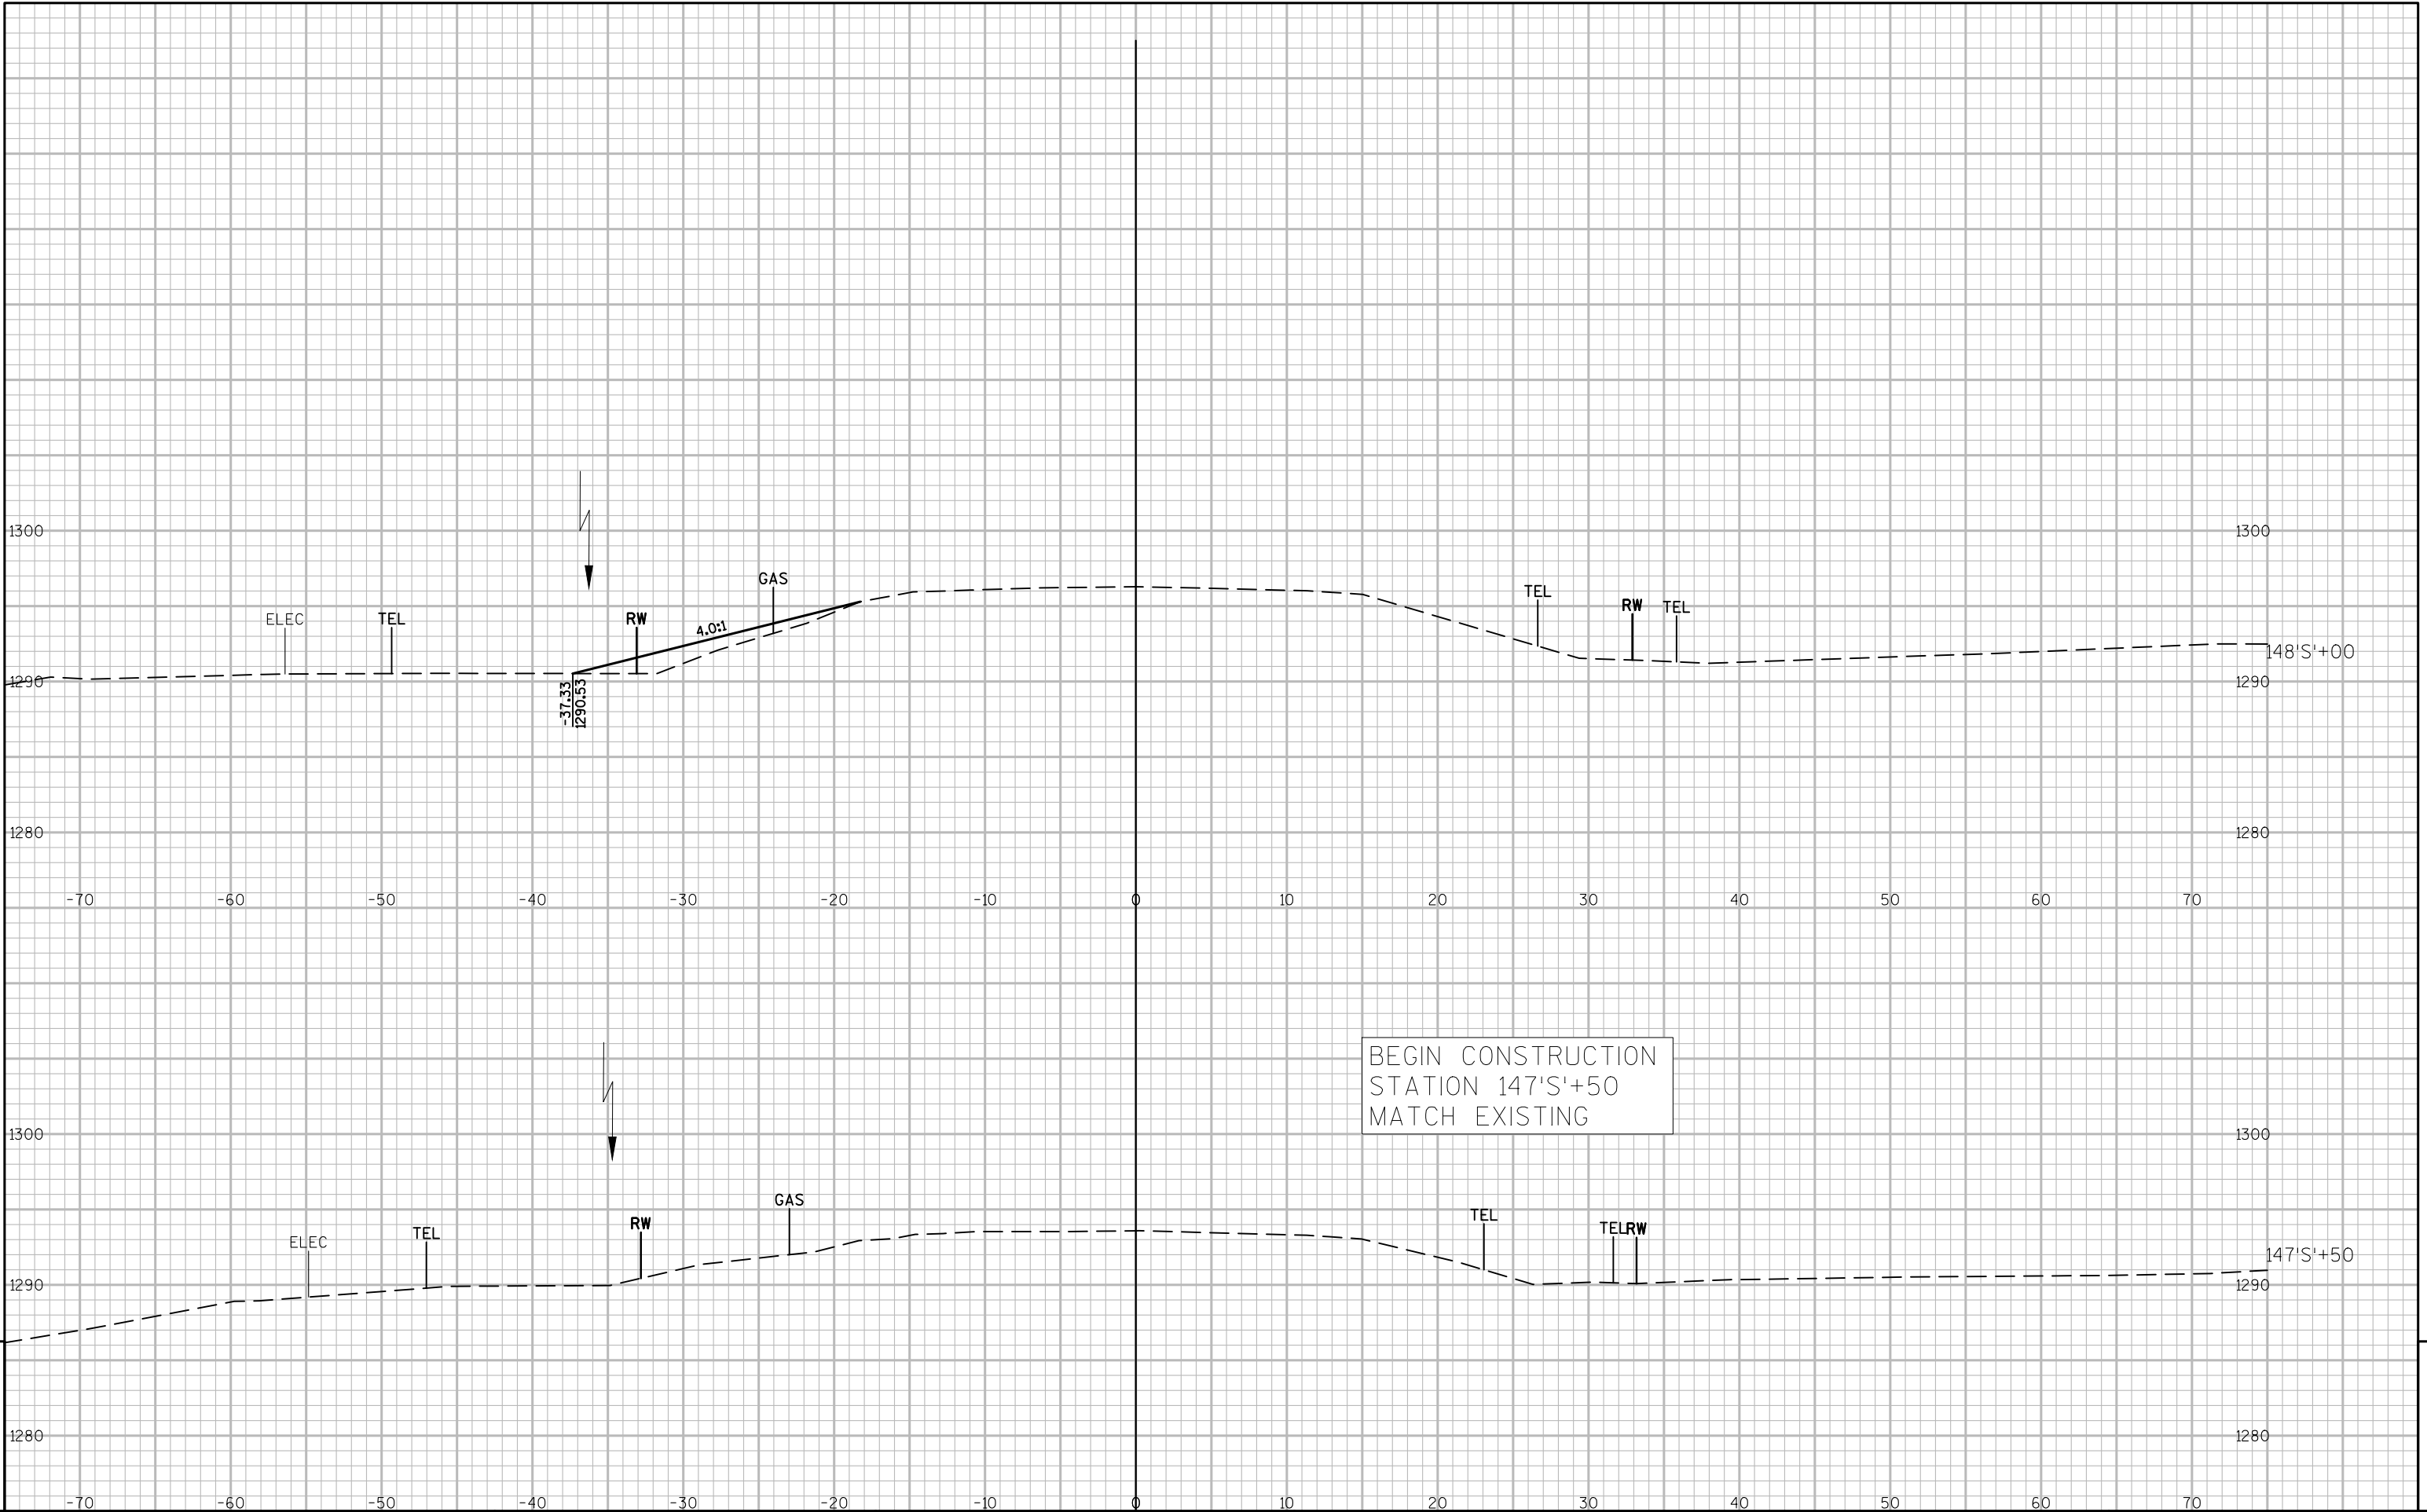 1300 1300
GAS
TEL
RW TEL
ELEC TEL RW 4.0:1
148'S'+00
1290 1290
-37.33
1290.53
1280 1280
-70 -60 -50 -40 -30 -20 -10 0 10 20 30 40 50 60 70
BEGIN CONSTRUCTION
STATION 147'S'+50
MATCH EXISTING
1300 1300
GAS
TEL
ELEC TEL RW TEL RW
147'S'+50
1290 1290
1280 1280
-70 -60 -50 -40 -30 -20 -10 0 10 20 30 40 50 60 70